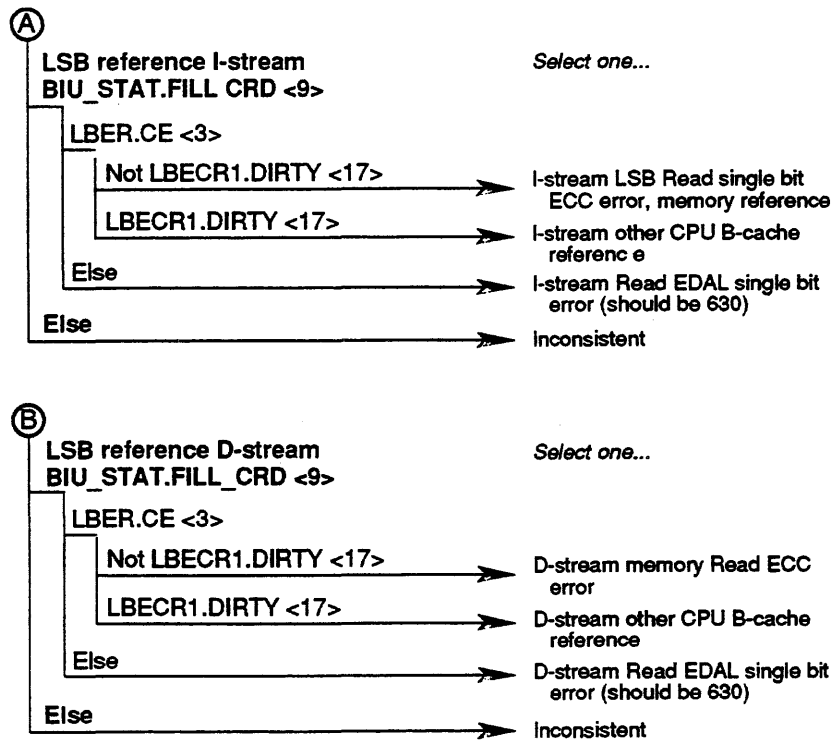 A
LSB reference I-stream
Select one...
BIU_STAT.FILL CRD <9>
LBER.CE <3>
Not LBECR1.DIRTY <17>
I-stream LSB Read single bit
ECC error, memory reference
LBECR1.DIRTY <17>
I-stream other CPU B-cache
referenc e
Else
I-stream Read EDAL single bit
error (should be 630)
Else
Inconsistent
B
LSB reference D-stream
Select one...
BIU_STAT.FILL_CRD <9>
LBER.CE <3>
Not LBECR1.DIRTY <17>
D-stream memory Read ECC
error
LBECR1.DIRTY <17>
D-stream other CPU B-cache
reference
Else
D-stream Read EDAL single bit
error (should be 630)
Else
Inconsistent